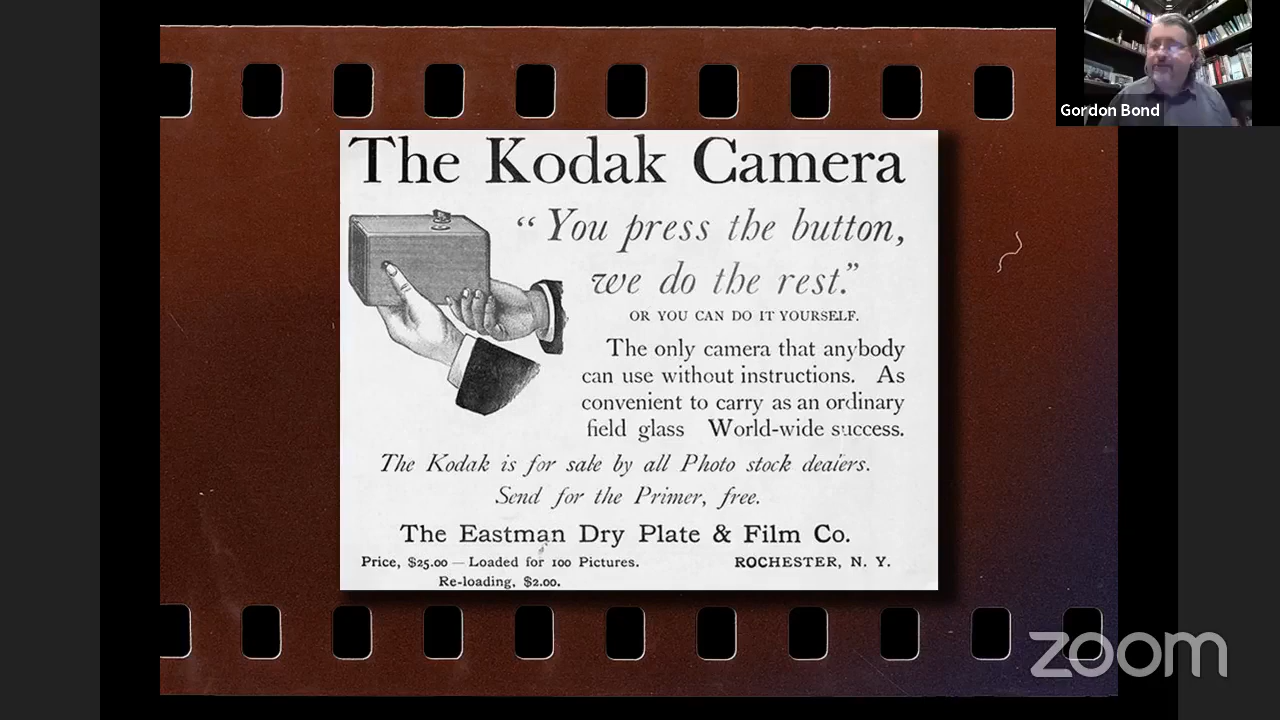 Gordon Bond
The Kodak Camera
“ You press the button,
we do the rest.”
OR YOU CAN DO IT YOURSELF.
The only camera that anybody
can use without instructions. As
convenient to carry as an ordinary
field glass World-wide success.
The Kodak is for sale by all Photo stock dealers.
Send for the Primer, free.
The Eastman Dry Plate & Film Co.
Price, $25.00 — Loaded for 100 Pictures.
ROCHESTER, N. Y.
Re-loading, $2.00.
zoom